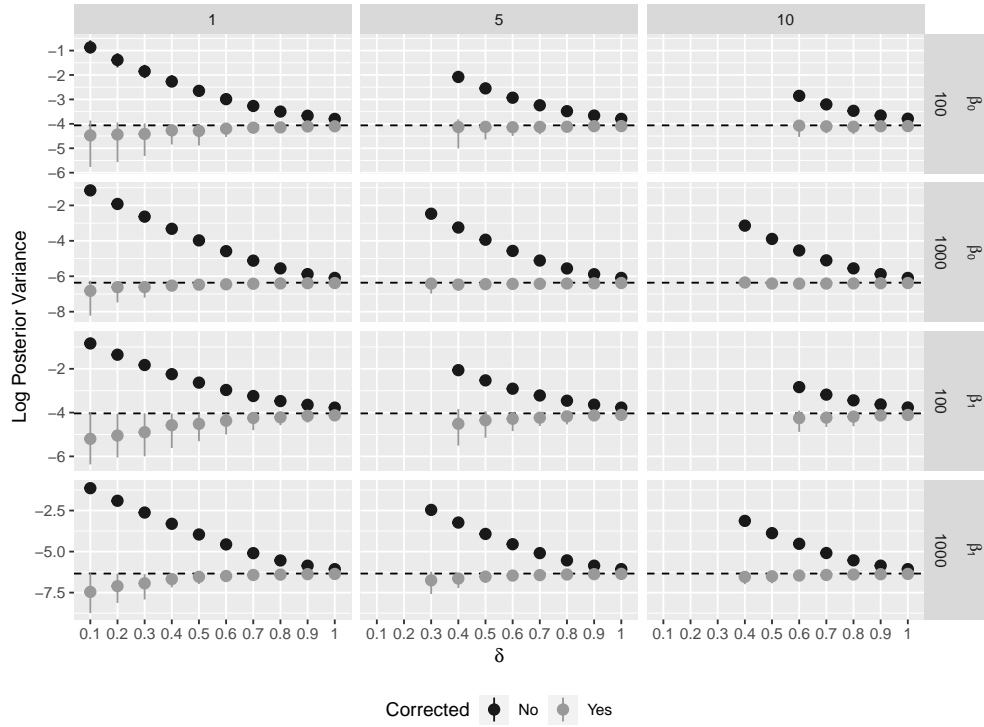 1 5 10
Log Posterior Variance
−1
−2
−3
−4
−5
−6
β₀
100
−2
−4
−6
−8
β₀
1000
−2
−4
−6
β₁
100
−2.5
−5.0
−7.5
β₁
1000
0.1 0.2 0.3 0.4 0.5 0.6 0.7 0.8 0.9 1 0.1 0.2 0.3 0.4 0.5 0.6 0.7 0.8 0.9 1 0.1 0.2 0.3 0.4 0.5 0.6 0.7 0.8 0.9 1
δ
Corrected No Yes